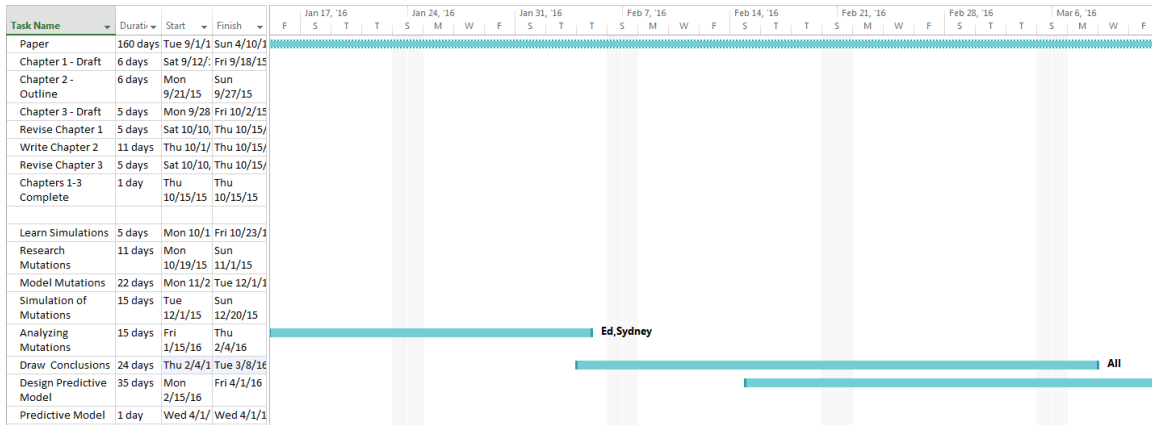 Jan 17, '16 Jan 24, '16 Jan 31, '16 Feb 7, '16 Feb 14, '16 Feb 21, '16 Feb 28, '16 Mar 6, '16
Task Name Durati Start Finish F S T T S M W F S T T S M W F S T T S M W F S T T S M W F
Paper 160 days Tue 9/1/1 Sun 4/10/1
Chapter 1 - Draft 6 days Sat 9/12/ Fri 9/18/15
Chapter 2 - 6 days Mon Sun
Outline 9/21/15 9/27/15
Chapter 3 - Draft 5 days Mon 9/28 Fri 10/2/15
Revise Chapter 1 5 days Sat 10/10, Thu 10/15/
Write Chapter 2 11 days Thu 10/1/ Thu 10/15/
Revise Chapter 3 5 days Sat 10/10, Thu 10/15/
Chapters 1-3 1 day Thu Thu
Complete 10/15/15 10/15/15
Learn Simulations 5 days Mon 10/1 Fri 10/23/1
Research 11 days Mon Sun
Mutations 10/19/15 11/1/15
Model Mutations 22 days Mon 11/2 Tue 12/1/1
Simulation of 15 days Tue Sun
Mutations 12/1/15 12/20/15
Analyzing 15 days Fri Thu Ed,Sydney
Mutations 1/15/16 2/4/16
Draw Conclusions 24 days Thu 2/4/1 Tue 3/8/16 All
Design Predictive 35 days Mon Fri 4/1/16
Model 2/15/16
Predictive Model 1 day Wed 4/1/ Wed 4/1/1